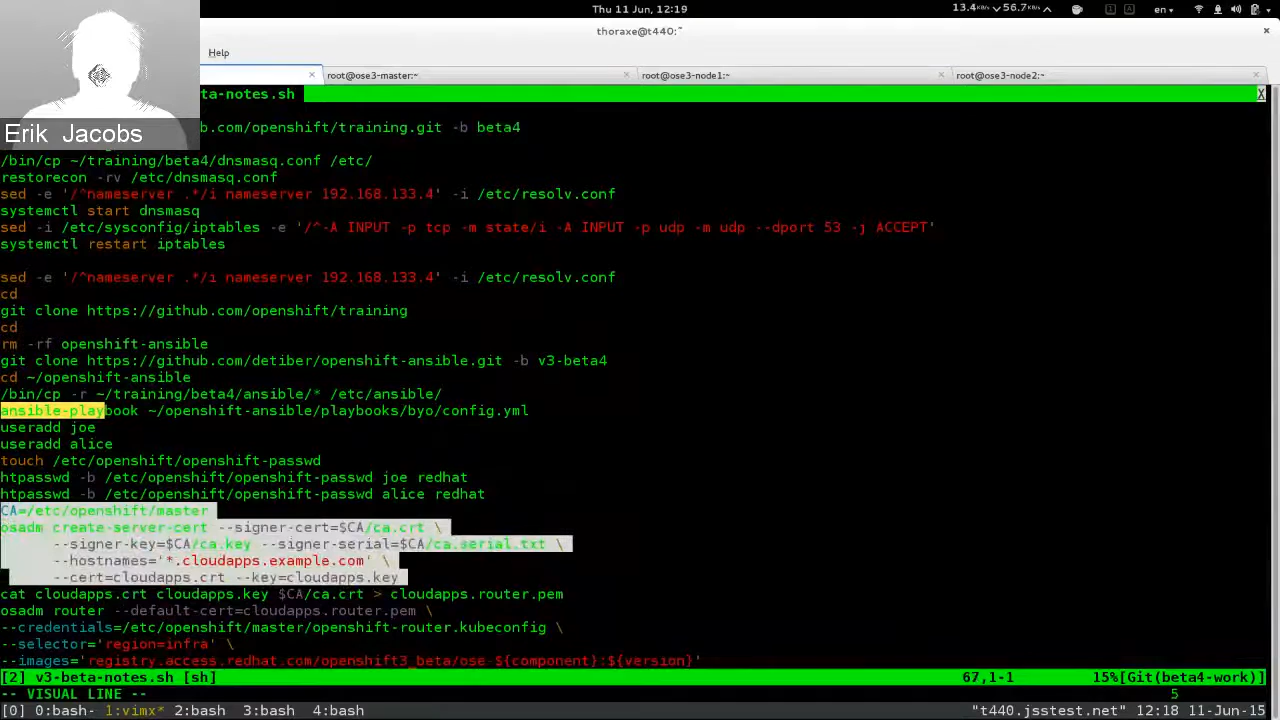 Thu 11 Jun, 12:19
13.4KB/s 56.7KB/s
en
thoraxe@t440:~
Help
root@ose3-master:~
root@ose3-node1:~
root@ose3-node2:~
ta-notes.sh
X
b.com/openshift/training.git -b beta4
Erik Jacobs
/bin/cp ~/training/beta4/dnsmasq.conf /etc/
restorecon -rv /etc/dnsmasq.conf
sed -e '/^nameserver .*/i nameserver 192.168.133.4' -i /etc/resolv.conf
systemctl start dnsmasq
sed -i /etc/sysconfig/iptables -e '/^-A INPUT -p tcp -m state/i -A INPUT -p udp -m udp --dport 53 -j ACCEPT'
systemctl restart iptables
sed -e '/^nameserver .*/i nameserver 192.168.133.4' -i /etc/resolv.conf
cd
git clone https://github.com/openshift/training
cd
rm -rf openshift-ansible
git clone https://github.com/detiber/openshift-ansible.git -b v3-beta4
cd ~/openshift-ansible
/bin/cp -r ~/training/beta4/ansible/* /etc/ansible/
ansible-playbook ~/openshift-ansible/playbooks/byo/config.yml
useradd joe
useradd alice
touch /etc/openshift/openshift-passwd
htpasswd -b /etc/openshift/openshift-passwd joe redhat
htpasswd -b /etc/openshift/openshift-passwd alice redhat
CA=/etc/openshift/master
osadm create-server-cert --signer-cert=$CA/ca.crt \
--signer-key=$CA/ca.key --signer-serial=$CA/ca.serial.txt \
--hostnames='*.cloudapps.example.com' \
--cert=cloudapps.crt --key=cloudapps.key
cat cloudapps.crt cloudapps.key $CA/ca.crt > cloudapps.router.pem
osadm router --default-cert=cloudapps.router.pem \
--credentials=/etc/openshift/master/openshift-router.kubeconfig \
--selector='region=infra' \
--images='registry.access.redhat.com/openshift3_beta/ose-${component}:${version}'
[2] v3-beta-notes.sh [sh] 67,1-1 15%[Git(beta4-work)]
-- VISUAL LINE -- 5
[0] 0:bash- 1:vimx* 2:bash 3:bash 4:bash "t440.jsstest.net" 12:18 11-Jun-15